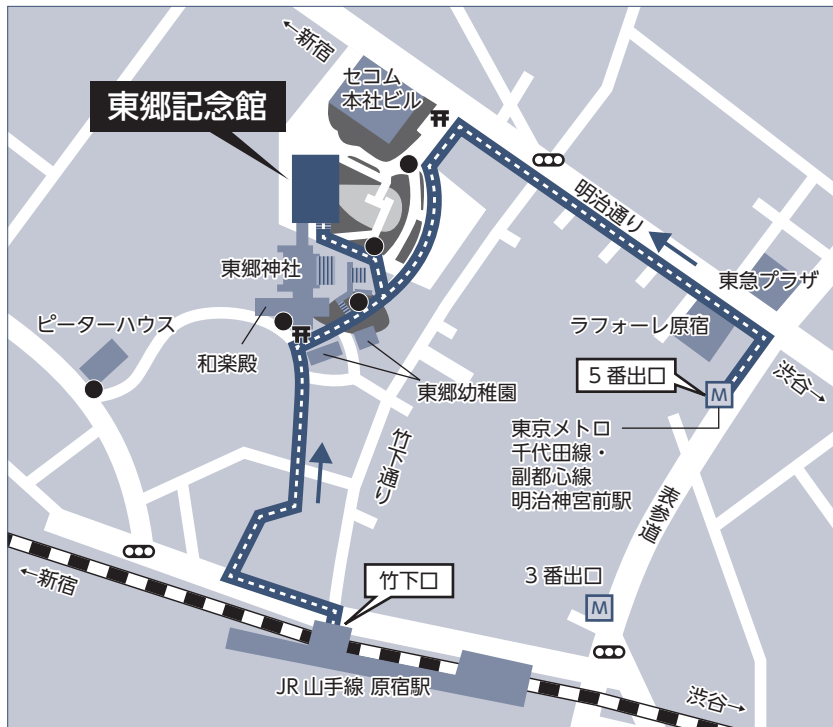 ←新宿
セコム
本社ビル
東郷記念館
明治通り
東郷神社
東急プラザ
ピーターハウス
ラフォーレ原宿
和楽殿
5番出口
渋谷→
東郷幼稚園
M
東京メトロ
千代田線・
副都心線
明治神宮前駅
竹下通り
表参道
←新宿
竹下口
3番出口
M
JR山手線 原宿駅
渋谷→